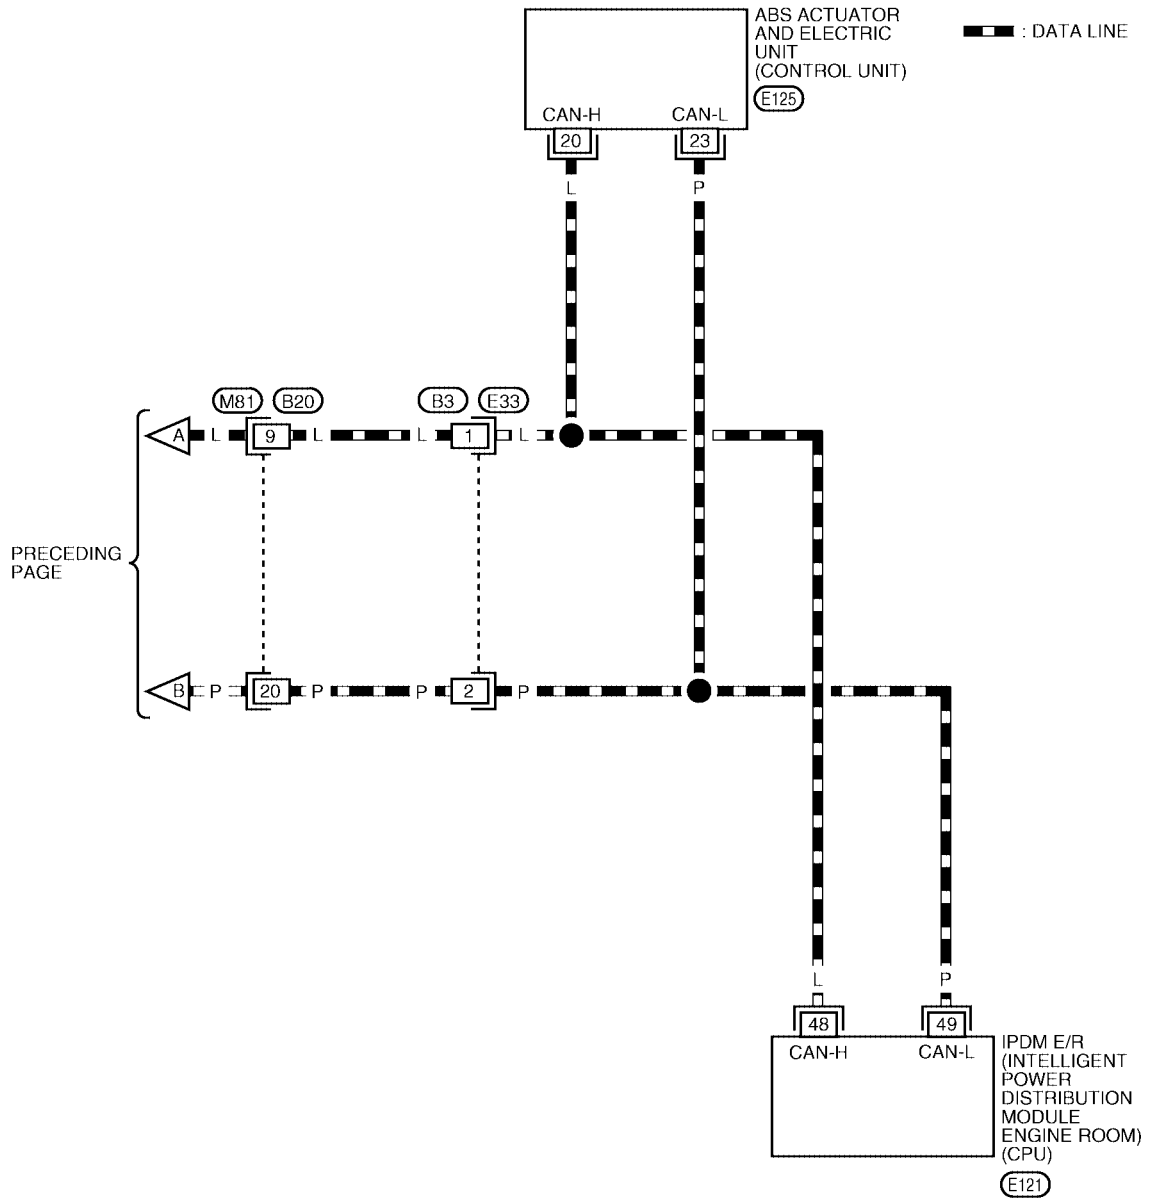 ABS ACTUATOR
AND ELECTRIC
UNIT
(CONTROL UNIT)
E125
: DATA LINE
CAN-H
CAN-L
20
23
L
P
M81
B20
B3
E33
A
L
9
L
L
1
L
PRECEDING
PAGE
B
P
20
P
P
2
P
L
P
48
49
CAN-H
CAN-L
IPDM E/R
(INTELLIGENT
POWER
DISTRIBUTION
MODULE
ENGINE ROOM)
(CPU)
E121